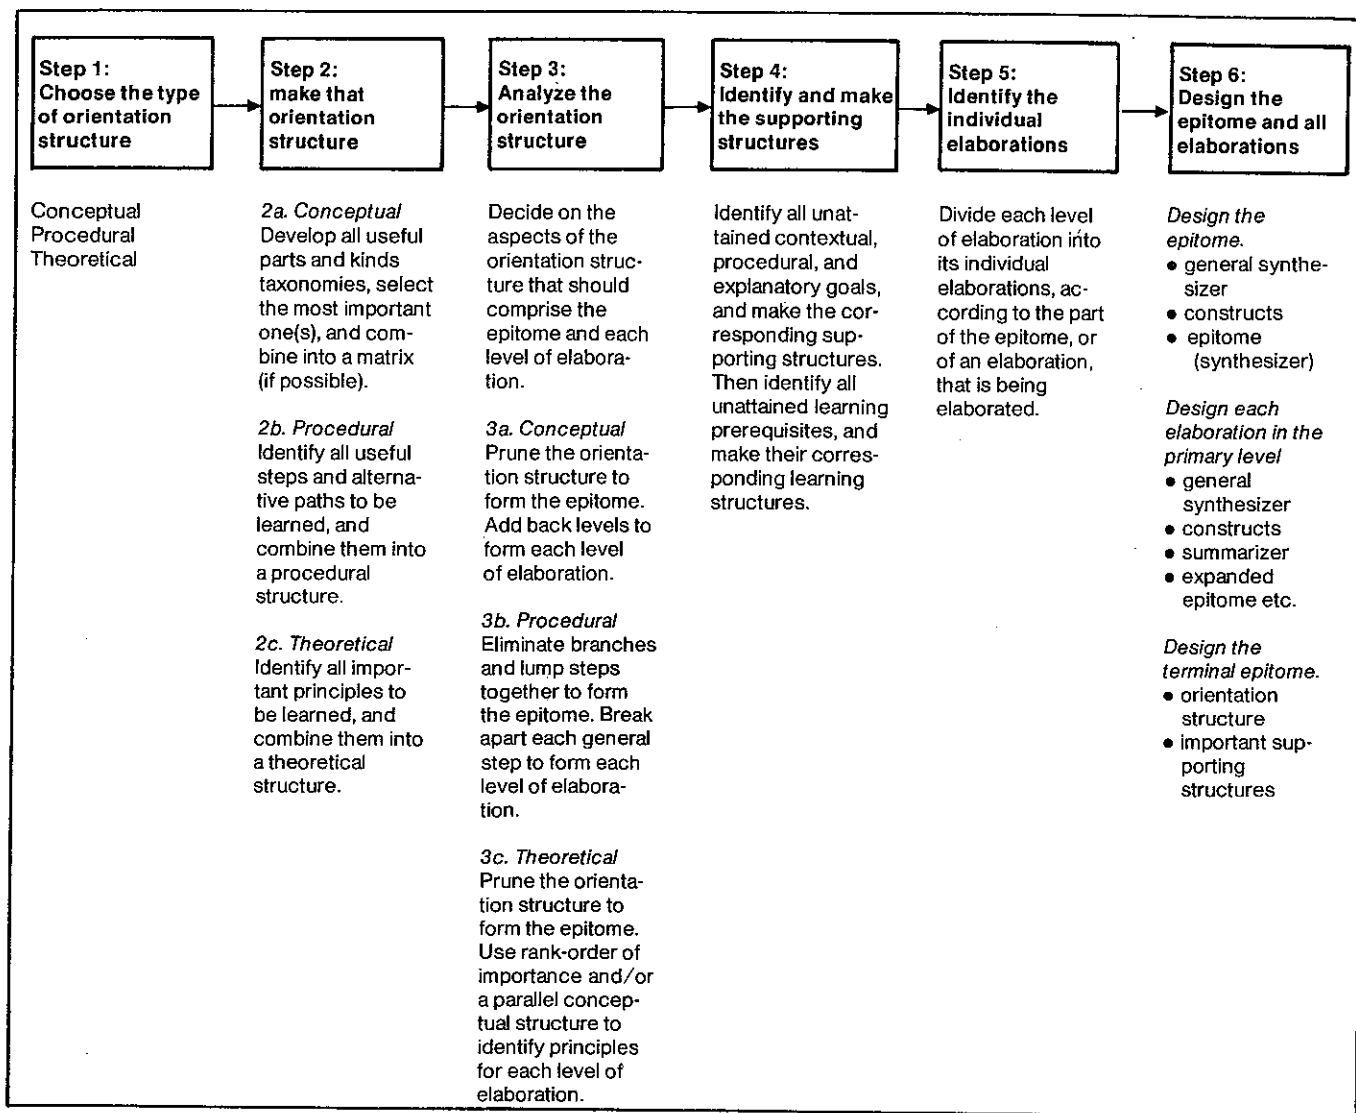 Step 1:
Choose the type
of orientation
structure
Step 2:
make that
orientation
structure
Step 3:
Analyze the
orientation
structure
Step 4:
Identify and make
the supporting
structures
Step 5:
Identify the
individual
elaborations
Step 6:
Design the
epitome and all
elaborations
Conceptual
Procedural
Theoretical
2a. Conceptual
Develop all useful
parts and kinds
taxonomies, select
the most important
one(s), and com-
bine into a matrix
(if possible).
2b. Procedural
Identify all useful
steps and alterna-
tive paths to be
learned, and
combine them into
a procedural
structure.
2c. Theoretical
Identify all impor-
tant principles to
be learned, and
combine them into
a theoretical
structure.
Decide on the
aspects of the
orientation struc-
ture that should
comprise the
epitome and each
level of elabora-
tion.
3a. Conceptual
Prune the orienta-
tion structure to
form the epitome.
Add back levels to
form each level
of elaboration.
3b. Procedural
Eliminate branches
and lump steps
together to form
the epitome. Break
apart each general
step to form each
level of elabora-
tion.
3c. Theoretical
Prune the orienta-
tion structure to
form the epitome.
Use rank-order of
importance and/or
a parallel concep-
tual structure to
identify principles
for each level of
elaboration.
Identify all unat-
tained contextual,
procedural, and
explanatory goals,
and make the cor-
responding sup-
porting structures.
Then identify all
unattained learning
prerequisites, and
make their corres-
ponding learning
structures.
Divide each level
of elaboration into
its individual
elaborations, ac-
cording to the part
of the epitome, or
of an elaboration,
that is being
elaborated.
Design the
epitome.
• general synthe-
sizer
• constructs
• epitome
(synthesizer)
Design each
elaboration in the
primary level
• general
synthesizer
• constructs
• summarizer
• expanded
epitome etc.
Design the
terminal epitome.
• orientation
structure
• important sup-
porting
structures